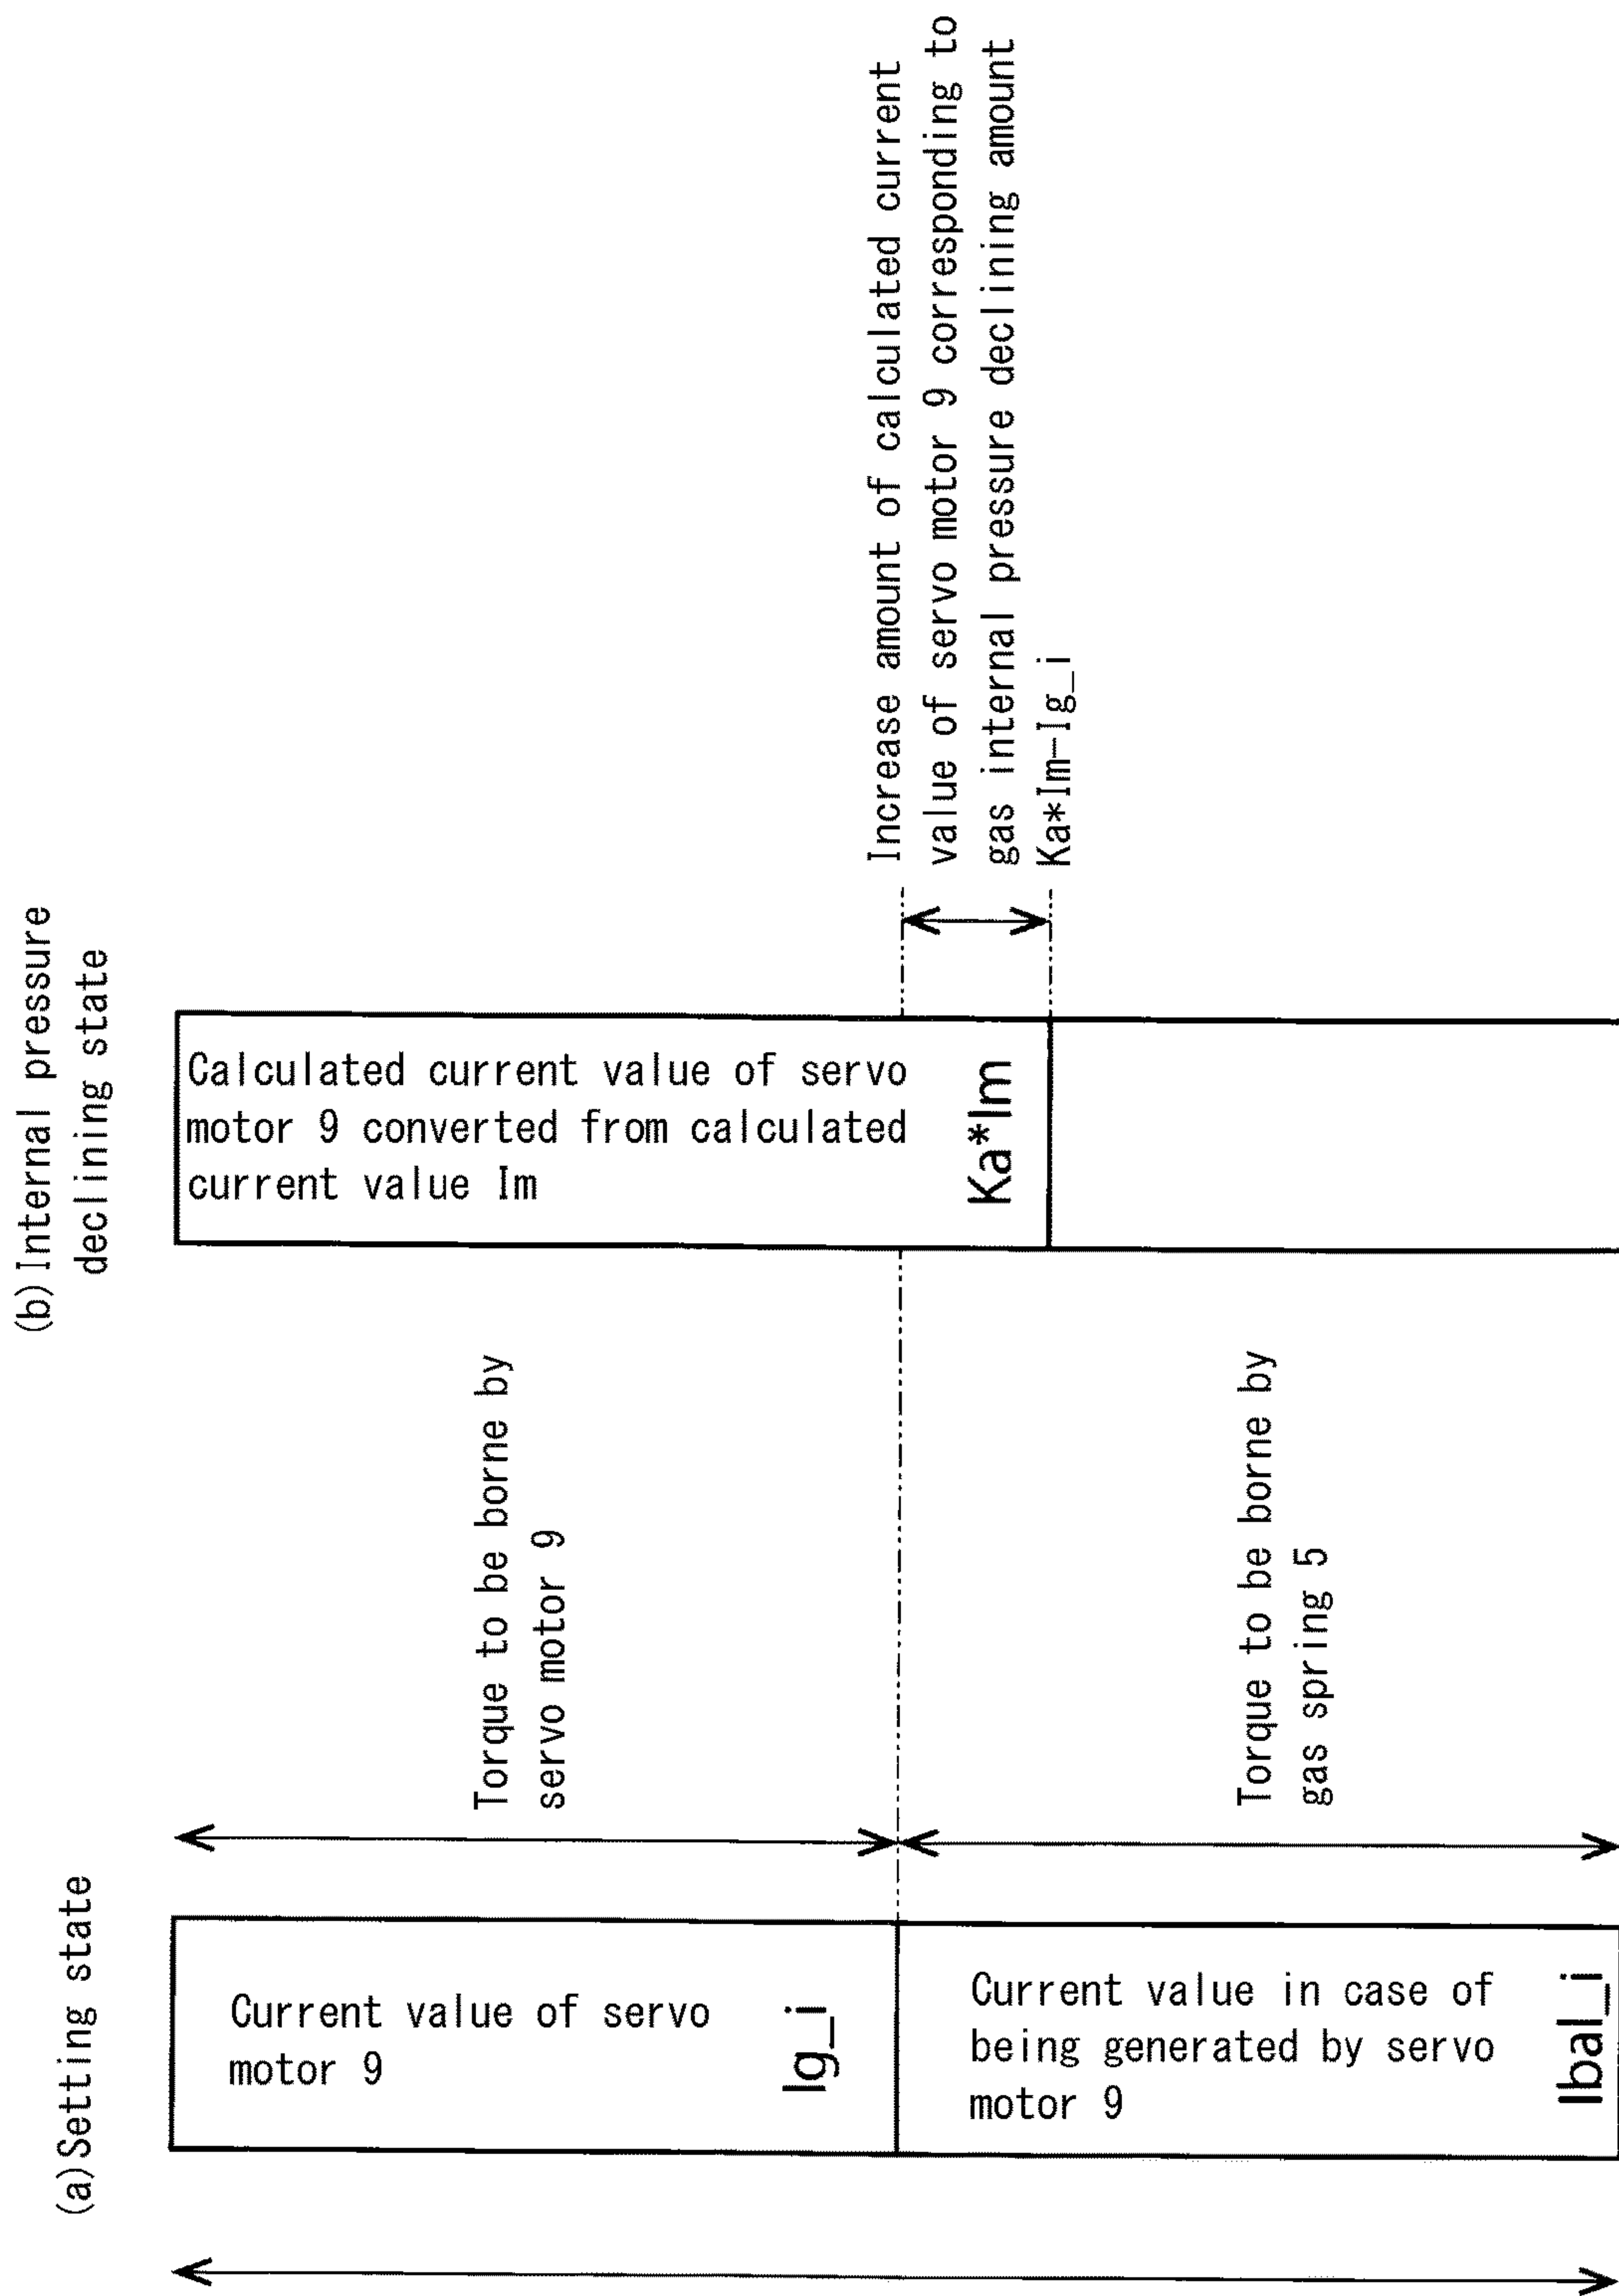 (a)Setting state
Current value of servo
motor 9
Ig_i
Current value in case of
being generated by servo
motor 9
Ibal_i
Torque to be borne by
servo motor 9
Torque to be borne by
gas spring 5
(b)Internal pressure
declining state
Calculated current value of servo
motor 9 converted from calculated
current value Im
Ka*Im
Increase amount of calculated current
value of servo motor 9 corresponding to
gas internal pressure declining amount
Ka*Im-Ig_i